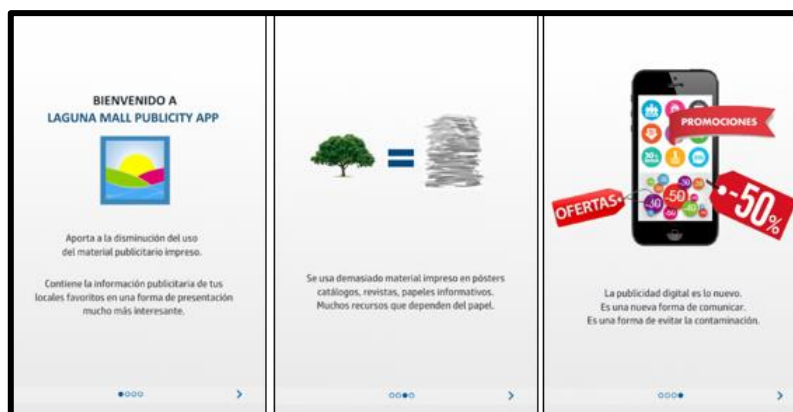 BIENVENIDO A
LAGUNA MALL PUBLICITY APP
Aporta a la disminución del uso
del material publicitario impreso.
Contiene la información publicitaria de tus
locales favoritos en una forma de presentación
mucho más interesante.
Se usa demasiado material impreso en pósters
catálogos, revistas, papeles informativos.
Muchos recursos que dependen del papel.
PROMOCIONES
OFERTAS
-50%
-50
-30
La publicidad digital es lo nuevo.
Es una nueva forma de comunicar.
Es una forma de evitar la contaminación.